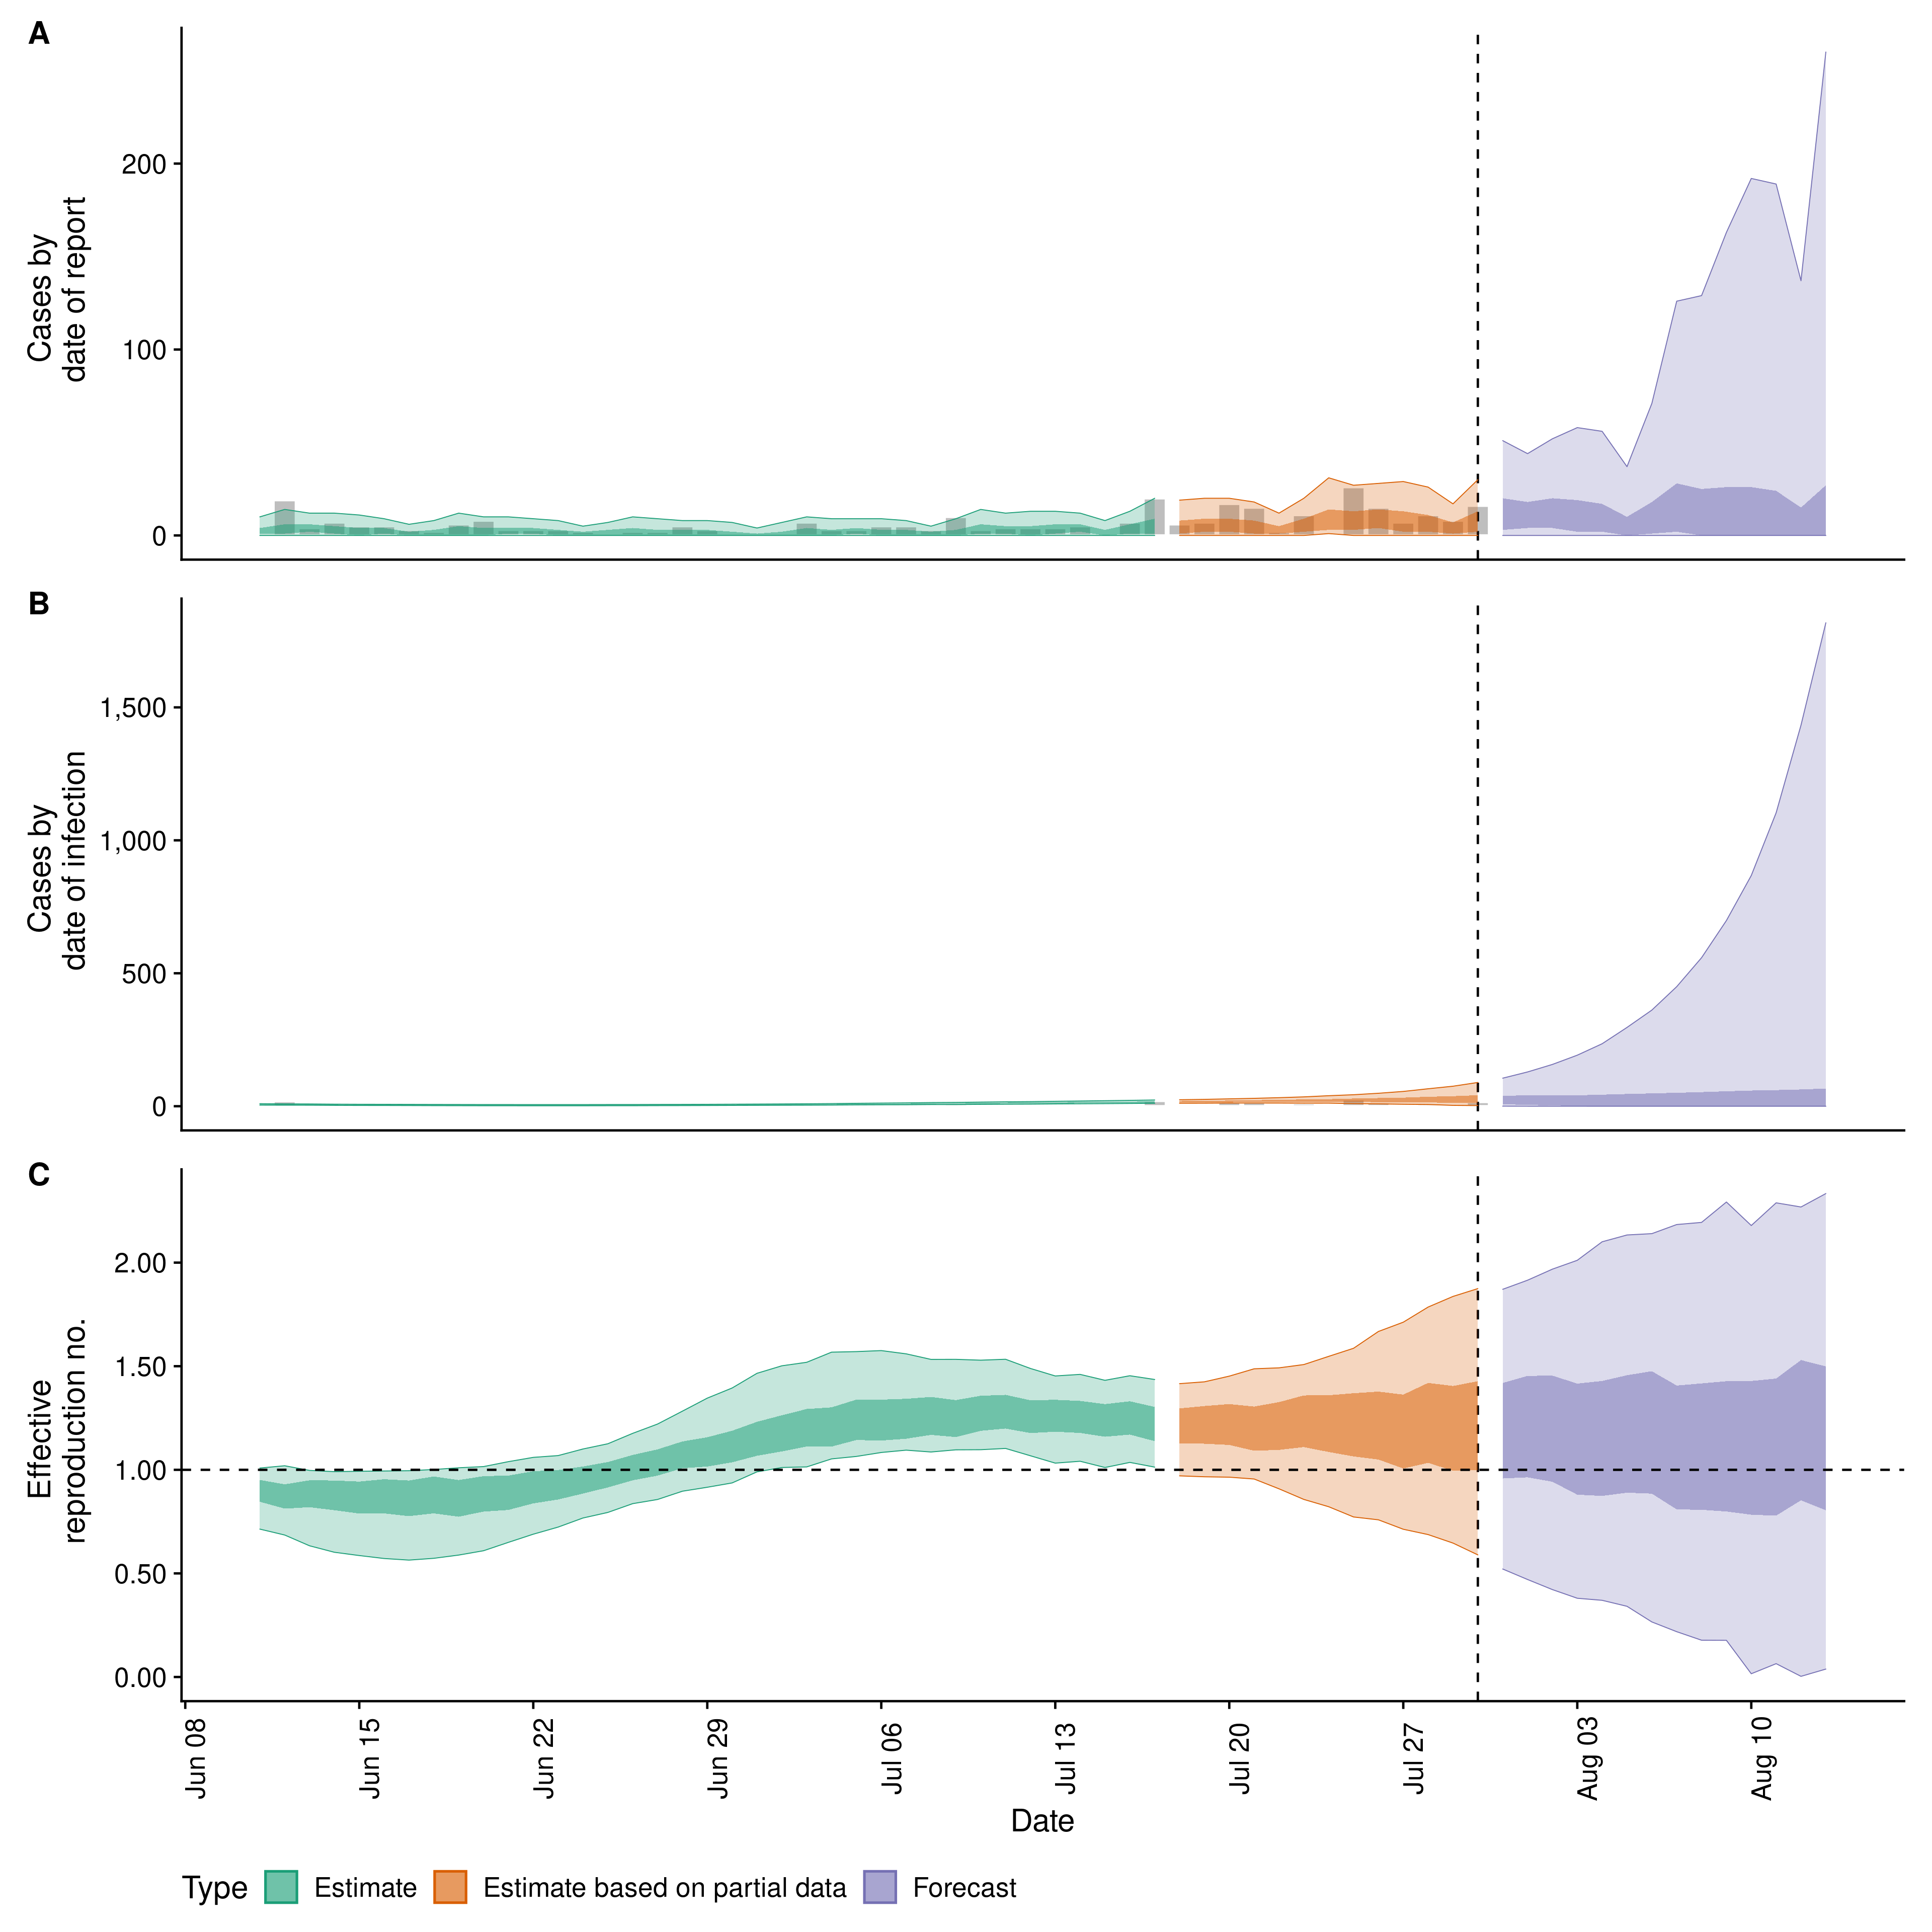 A
Cases by
date of report
200
100
0
B
Cases by
date of infection
1,500
1,000
500
0
C
Effective
reproduction no.
2.00
1.50
1.00
0.50
0.00
Jun 08
Jun 15
Jun 22
Jun 29
Jul 06
Jul 13
Jul 20
Jul 27
Aug 03
Aug 10
Date
Type Estimate Estimate based on partial data Forecast